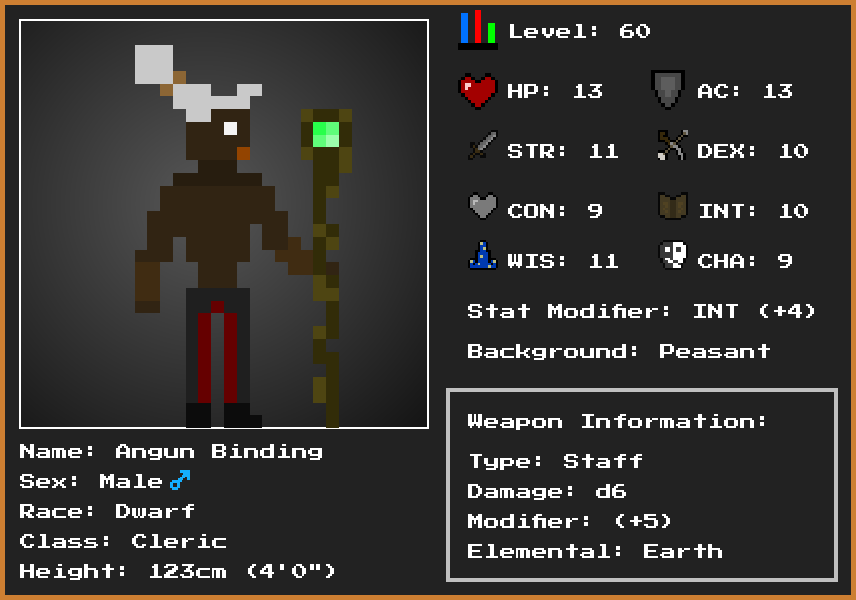 Level: 60
HP: 13
AC: 13
STR: 11
DEX: 10
CON: 9
INT: 10
WIS: 11
CHA: 9
Stat Modifier: INT (+4)
Background: Peasant
Weapon Information:
Type: Staff
Damage: d6
Modifier: (+5)
Elemental: Earth
Name: Angun Binding
Sex: Male♂
Race: Dwarf
Class: Cleric
Height: 123cm (4'0")